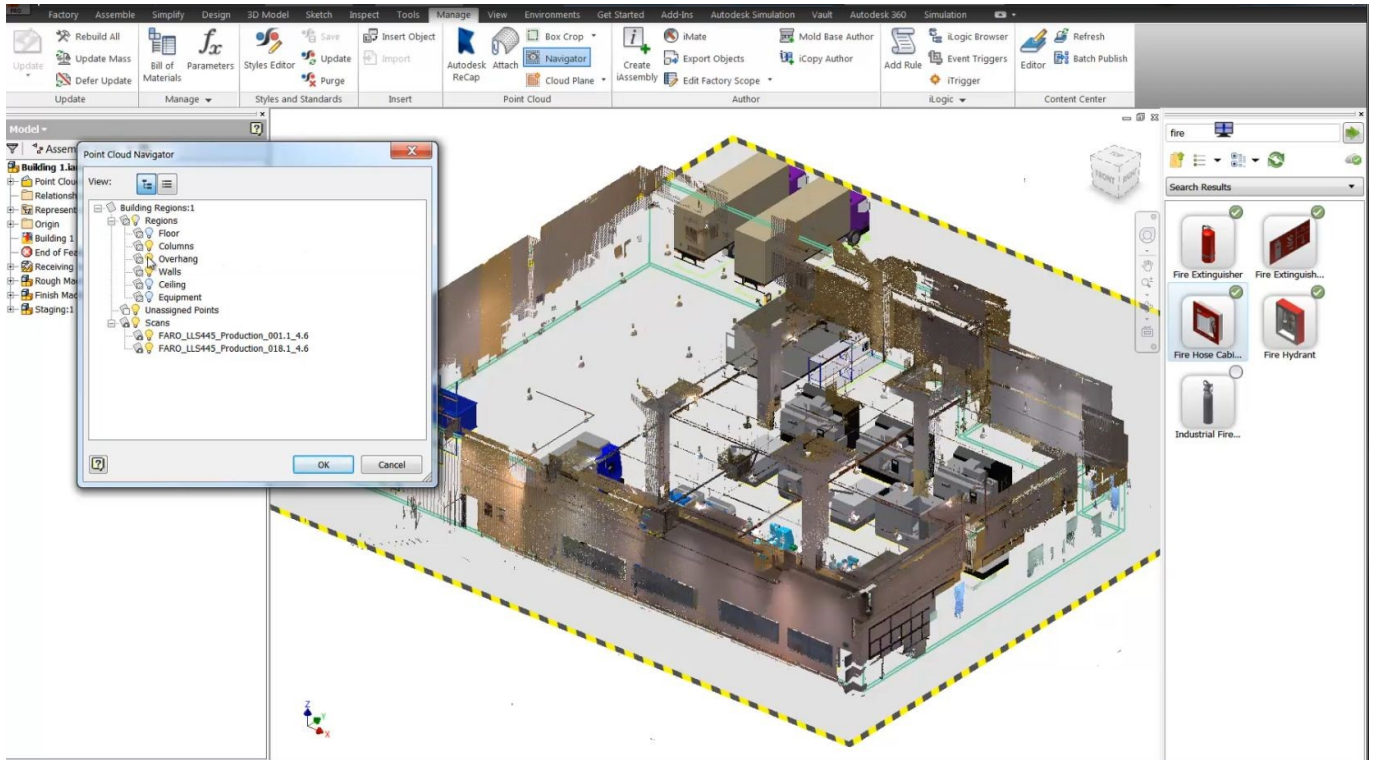 Factory Assemble Simplify Design 3D Model Sketch Inspect Tools Manage View Environments Get Started Add-Ins Autodesk Simulation Vault Autodesk 360 Simulation
Update
Rebuild All
Update Mass
Defer Update
Update
Bill of Materials
Parameters
Manage
Styles Editor
Save
Update
Purge
Styles and Standards
Insert Object
Import
Insert
Autodesk ReCap
Attach
Box Crop
Navigator
Cloud Plane
Point Cloud
Create iAssembly
iMate
Export Objects
Edit Factory Scope
Mold Base Author
iCopy Author
Author
Add Rule
iLogic Browser
Event Triggers
iTrigger
iLogic
Editor
Refresh
Batch Publish
Content Center
Model
Assem
Building 1.ia
Point Clou
Relationsh
Represent
Origin
Building 1
End of Fea
Receiving
Rough Ma
Finish Mac
Staging:1
Point Cloud Navigator
View:
Building Regions:1
Regions
Floor
Columns
Overhang
Walls
Ceiling
Equipment
Unassigned Points
Scans
FARO_LLS445_Production_001.1_4.6
FARO_LLS445_Production_018.1_4.6
OK
Cancel
TOP
FRONT
Z
Y
X
fire
Search Results
Fire Extinguisher
Fire Extinguish...
Fire Hose Cabi...
Fire Hydrant
Industrial Fire...